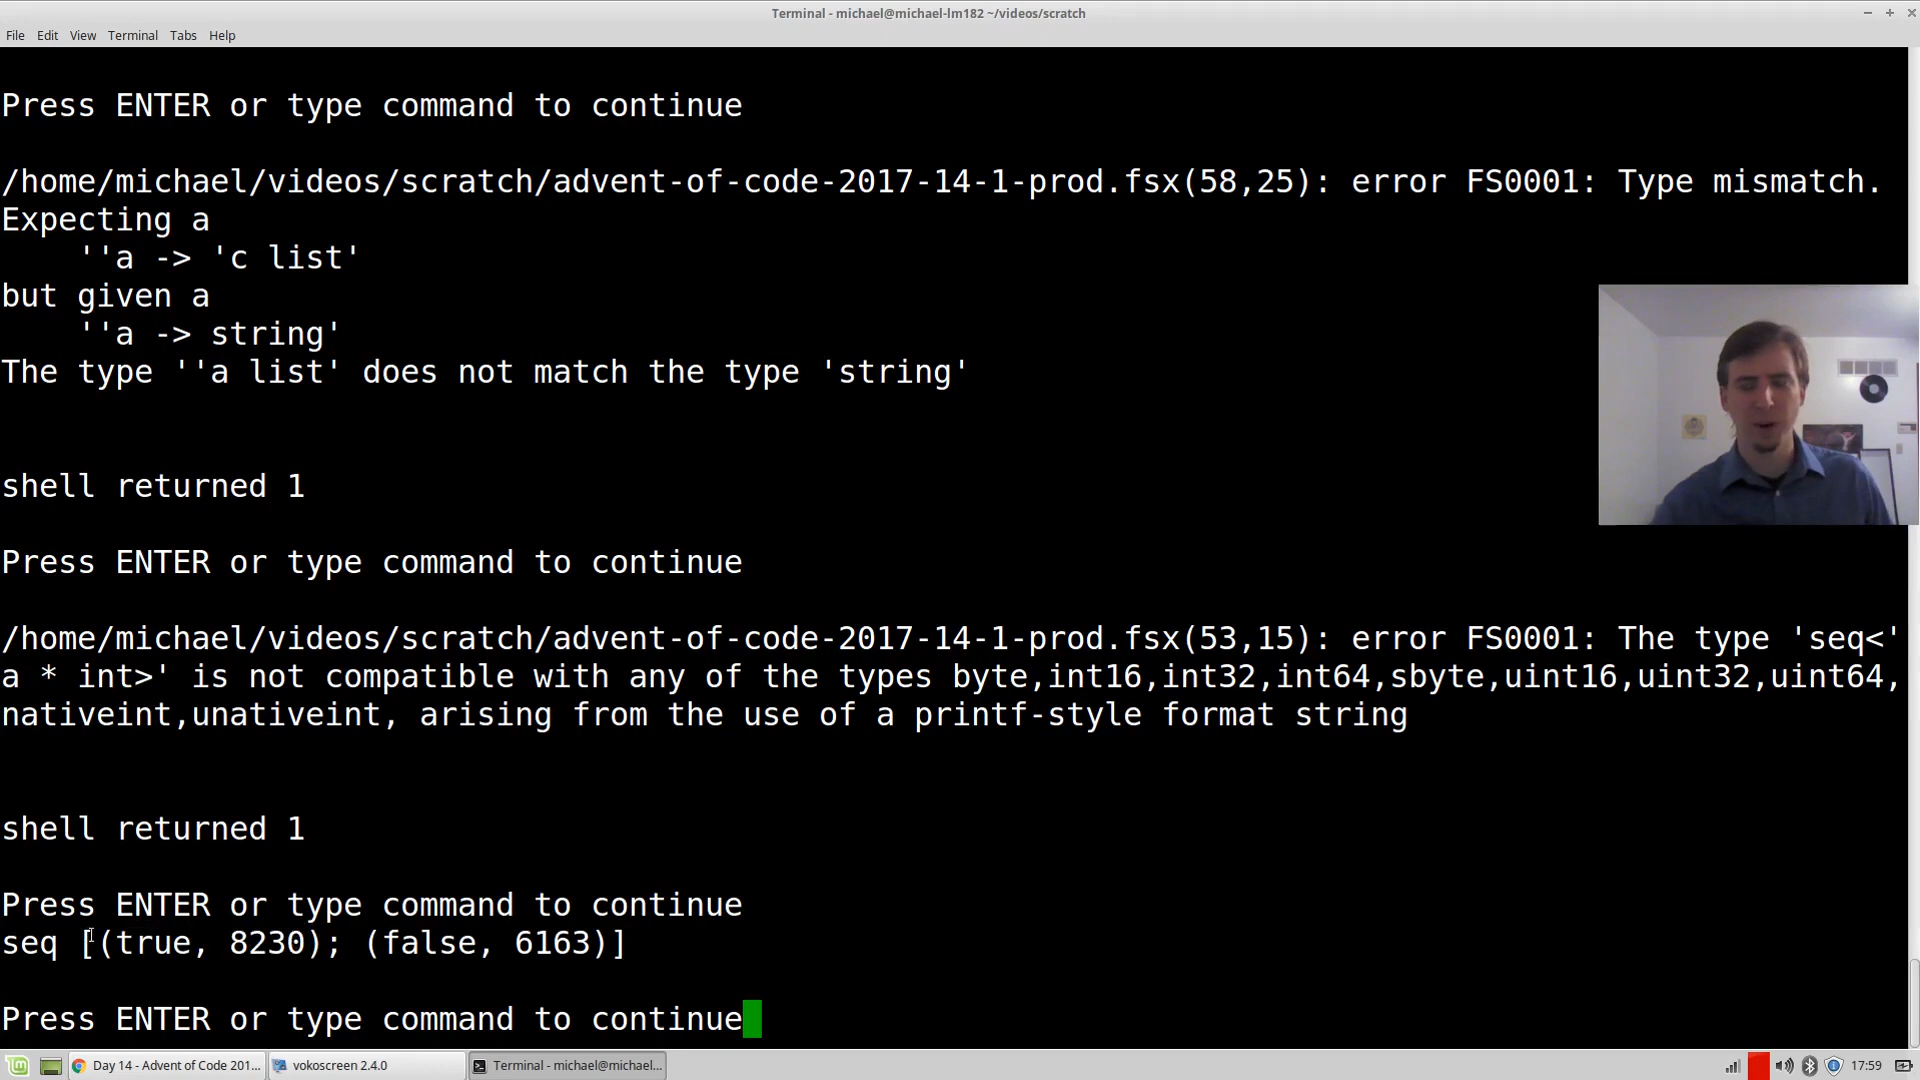 Terminal - michael@michael-lm182 ~/videos/scratch
File Edit View Terminal Tabs Help
Press ENTER or type command to continue
/home/michael/videos/scratch/advent-of-code-2017-14-1-prod.fsx(58,25): error FS0001: Type mismatch.
Expecting a
''a -> 'c list'
but given a
''a -> string'
The type ''a list' does not match the type 'string'
shell returned 1
Press ENTER or type command to continue
/home/michael/videos/scratch/advent-of-code-2017-14-1-prod.fsx(53,15): error FS0001: The type 'seq<'
a * int>' is not compatible with any of the types byte,int16,int32,int64,sbyte,uint16,uint32,uint64,
nativeint,unativeint, arising from the use of a printf-style format string
shell returned 1
Press ENTER or type command to continue
seq [(true, 8230); (false, 6163)]
Press ENTER or type command to continue
Day 14 - Advent of Code 201... vokoscreen 2.4.0 Terminal - michael@michael... 17:59